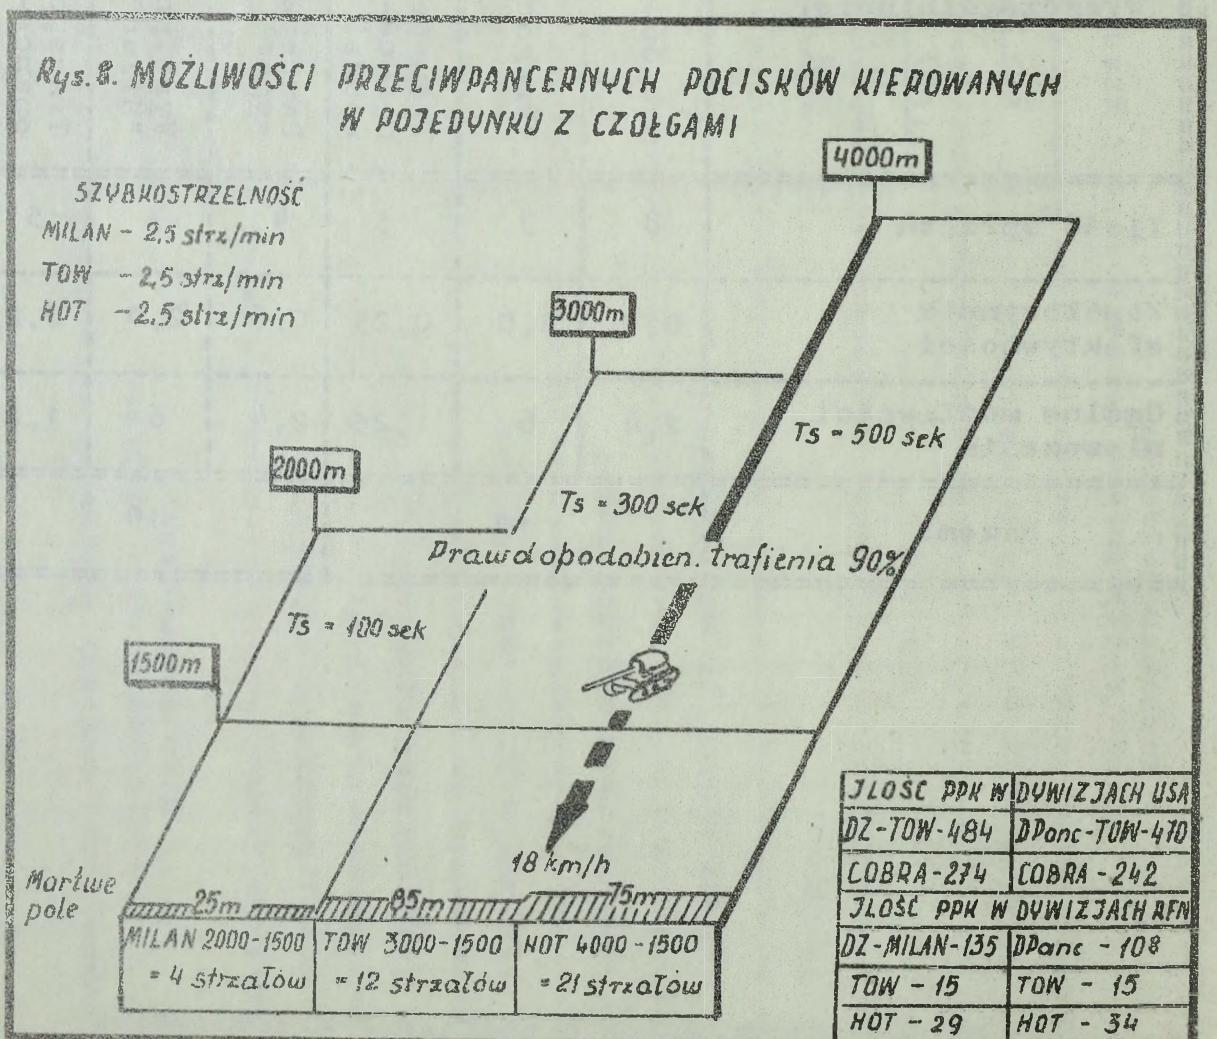 Rys. 8. MOŻLIWOŚCI PRZECIWPANCERNYCH POCISKÓW KIEROWANYCH
W POJEDYNKU Z CZOŁGAMI
SZYBKOSTRZELNOŚĆ
MILAN - 2,5 strz/min
TOW - 2,5 strz/min
HOT - 2,5 strz/min
4000m
3000m
2000m
1500m
Ts = 500 sek
Ts = 300 sek
Prawdopodobien. trafienia 90%
Ts = 100 sek
18 km/h
Martwe
pole
25m
85m
75m
MILAN 2000-1500
= 4 strzałów
TOW 3000-1500
= 12 strzałów
HOT 4000-1500
= 21 strzałów
JLOŚĆ PPK W DYWIZJACH USA
DZ-TOW-484 DPanc-TOW-470
COBRA-274 COBRA-242
JLOŚĆ PPK W DYWIZJACH RFN
DZ-MILAN-135 DPanc - 108
TOW - 15 TOW - 15
HOT - 29 HOT - 34